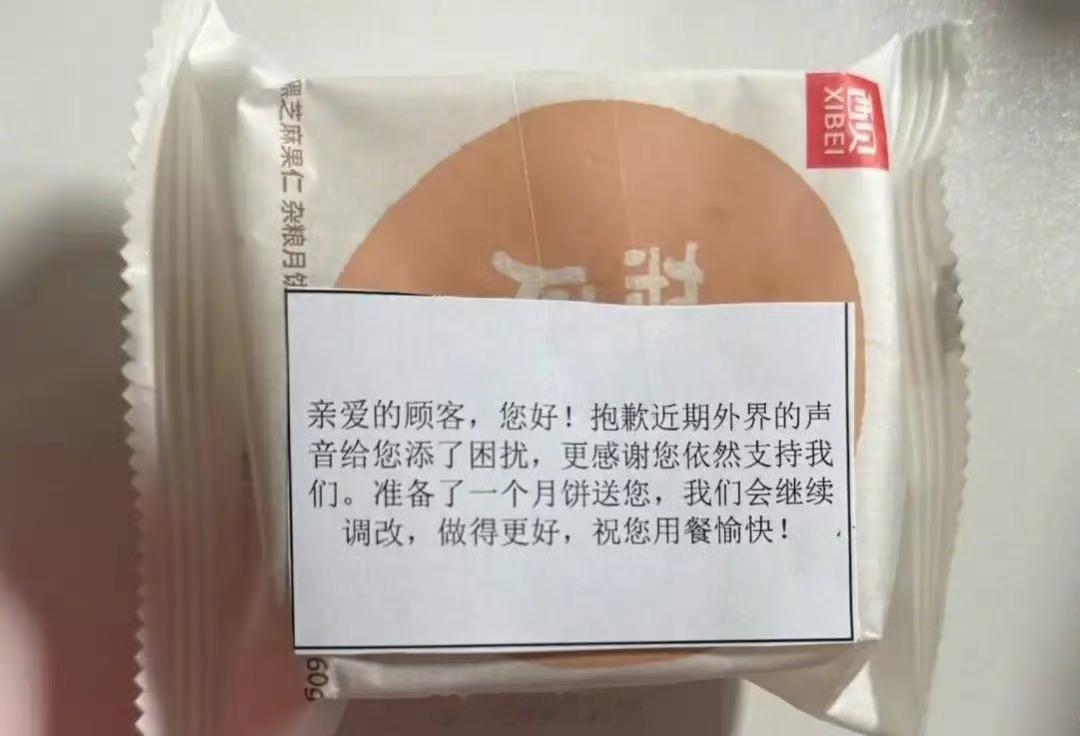 西贝
XIBEI
黑芝麻果仁 杂粮月饼
亲爱的顾客，您好！抱歉近期外界的声
音给您添了困扰，更感谢您依然支持我
们。准备了一个月饼送您，我们会继续
调改，做得更好，祝您用餐愉快！
60g